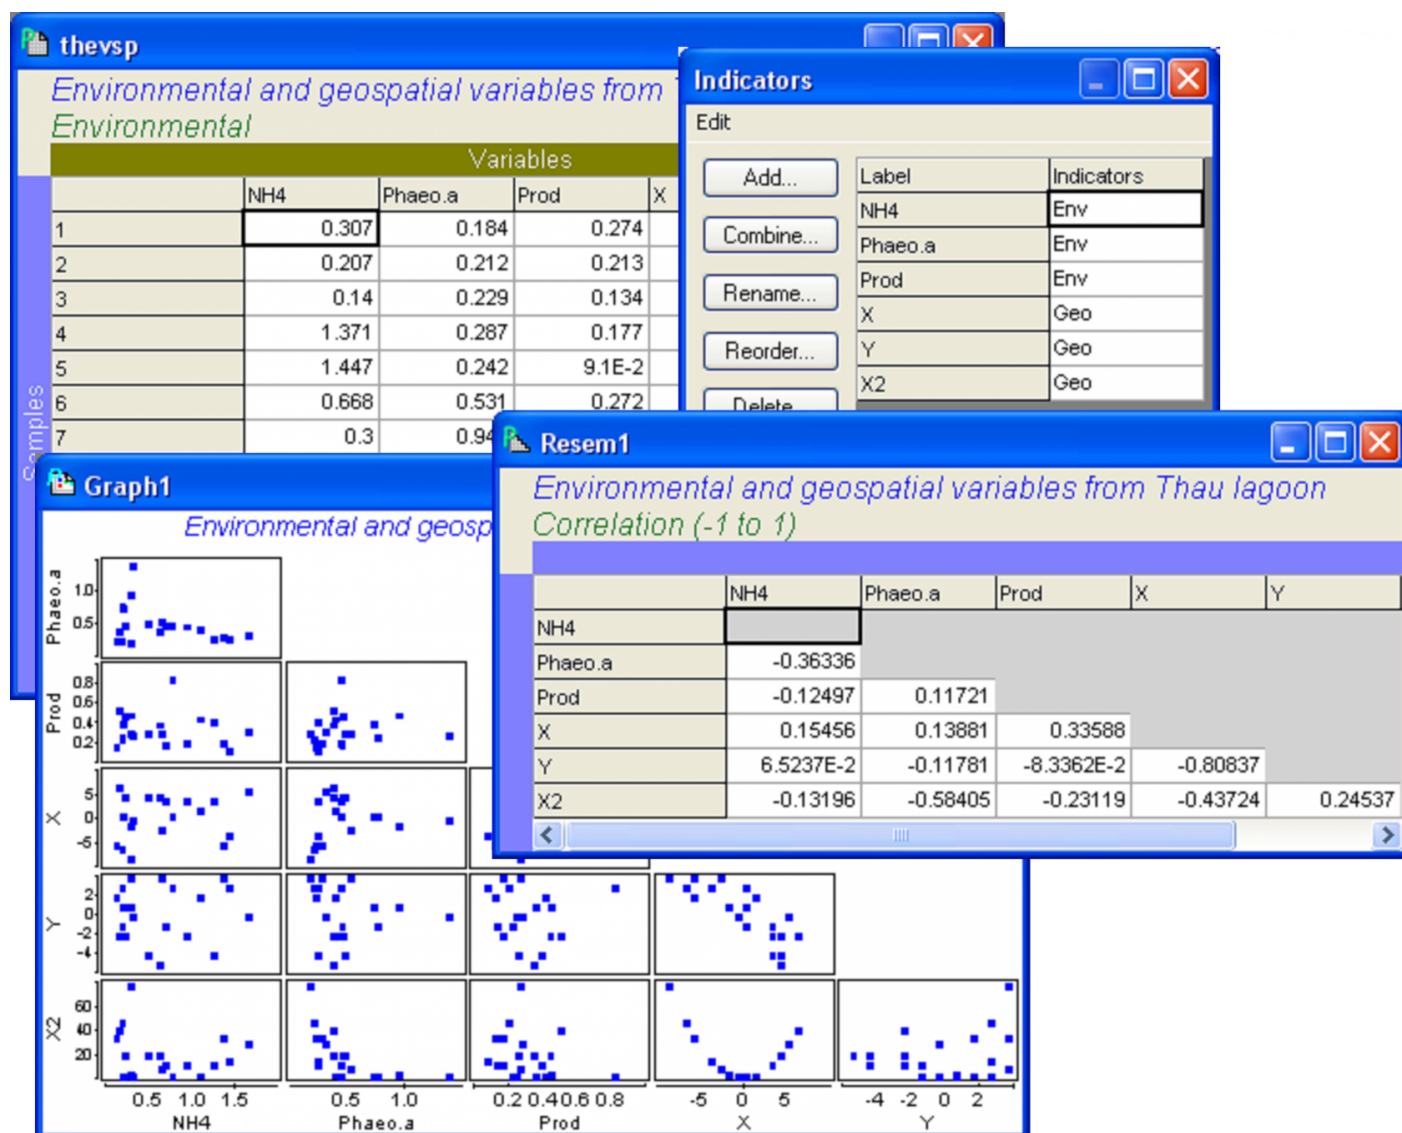 thevsp
Environmental and geospatial variables from
Environmental
Variables
NH4 Phaeo.a Prod X
1 0.307 0.184 0.274
2 0.207 0.212 0.213
3 0.14 0.229 0.134
4 1.371 0.287 0.177
5 1.447 0.242 9.1E-2
6 0.668 0.531 0.272
7 0.3 0.94
Samples
Indicators
Edit
Add...
Combine...
Rename...
Reorder...
Delete
Label Indicators
NH4 Env
Phaeo.a Env
Prod Env
X Geo
Y Geo
X2 Geo
Resem1
Environmental and geospatial variables from Thau lagoon
Correlation (-1 to 1)
NH4 Phaeo.a Prod X Y
NH4
Phaeo.a -0.36336
Prod -0.12497 0.11721
X 0.15456 0.13881 0.33588
Y 6.5237E-2 -0.11781 -8.3362E-2 -0.80837
X2 -0.13196 -0.58405 -0.23119 -0.43724 0.24537
Graph1
Environmental and geosp
Phaeo.a
1.0
0.5
Prod
0.8
0.6
0.4
0.2
X
5
0
-5
Y
2
0
-2
-4
X2
60
40
20
0.5 1.0 1.5 0.5 1.0 0.2 0.4 0.6 0.8 -5 0 5 -4 -2 0 2
NH4 Phaeo.a Prod X Y